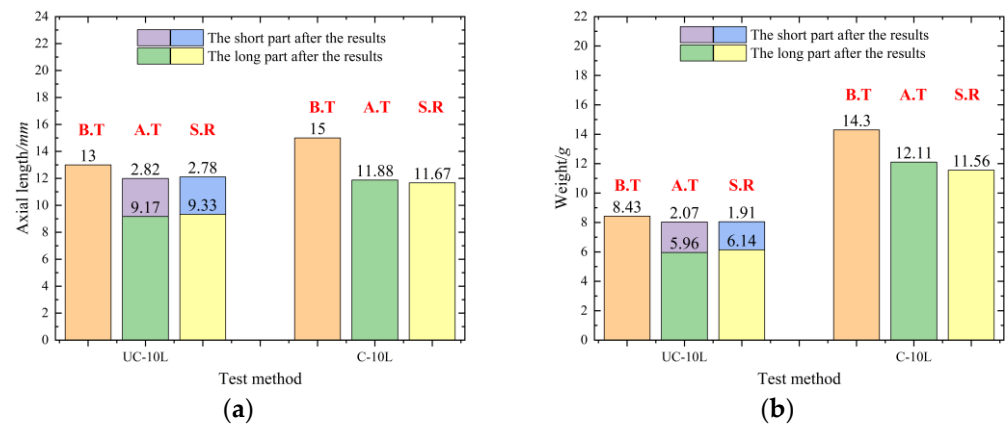 24
22
20
18
16
14
12
10
8
6
4
2
0
Axial length/mm
The short part after the results
The long part after the results
B.T A.T S.R
13 2.82 2.78
9.17 9.33
B.T A.T S.R
15 11.88 11.67
UC-10L C-10L
Test method
(a)
22
20
18
16
14
12
10
8
6
4
2
0
Weight/g
The short part after the results
The long part after the results
B.T A.T S.R
14.3 12.11 11.56
B.T A.T S.R
8.43 2.07 1.91
5.96 6.14
UC-10L C-10L
Test method
(b)